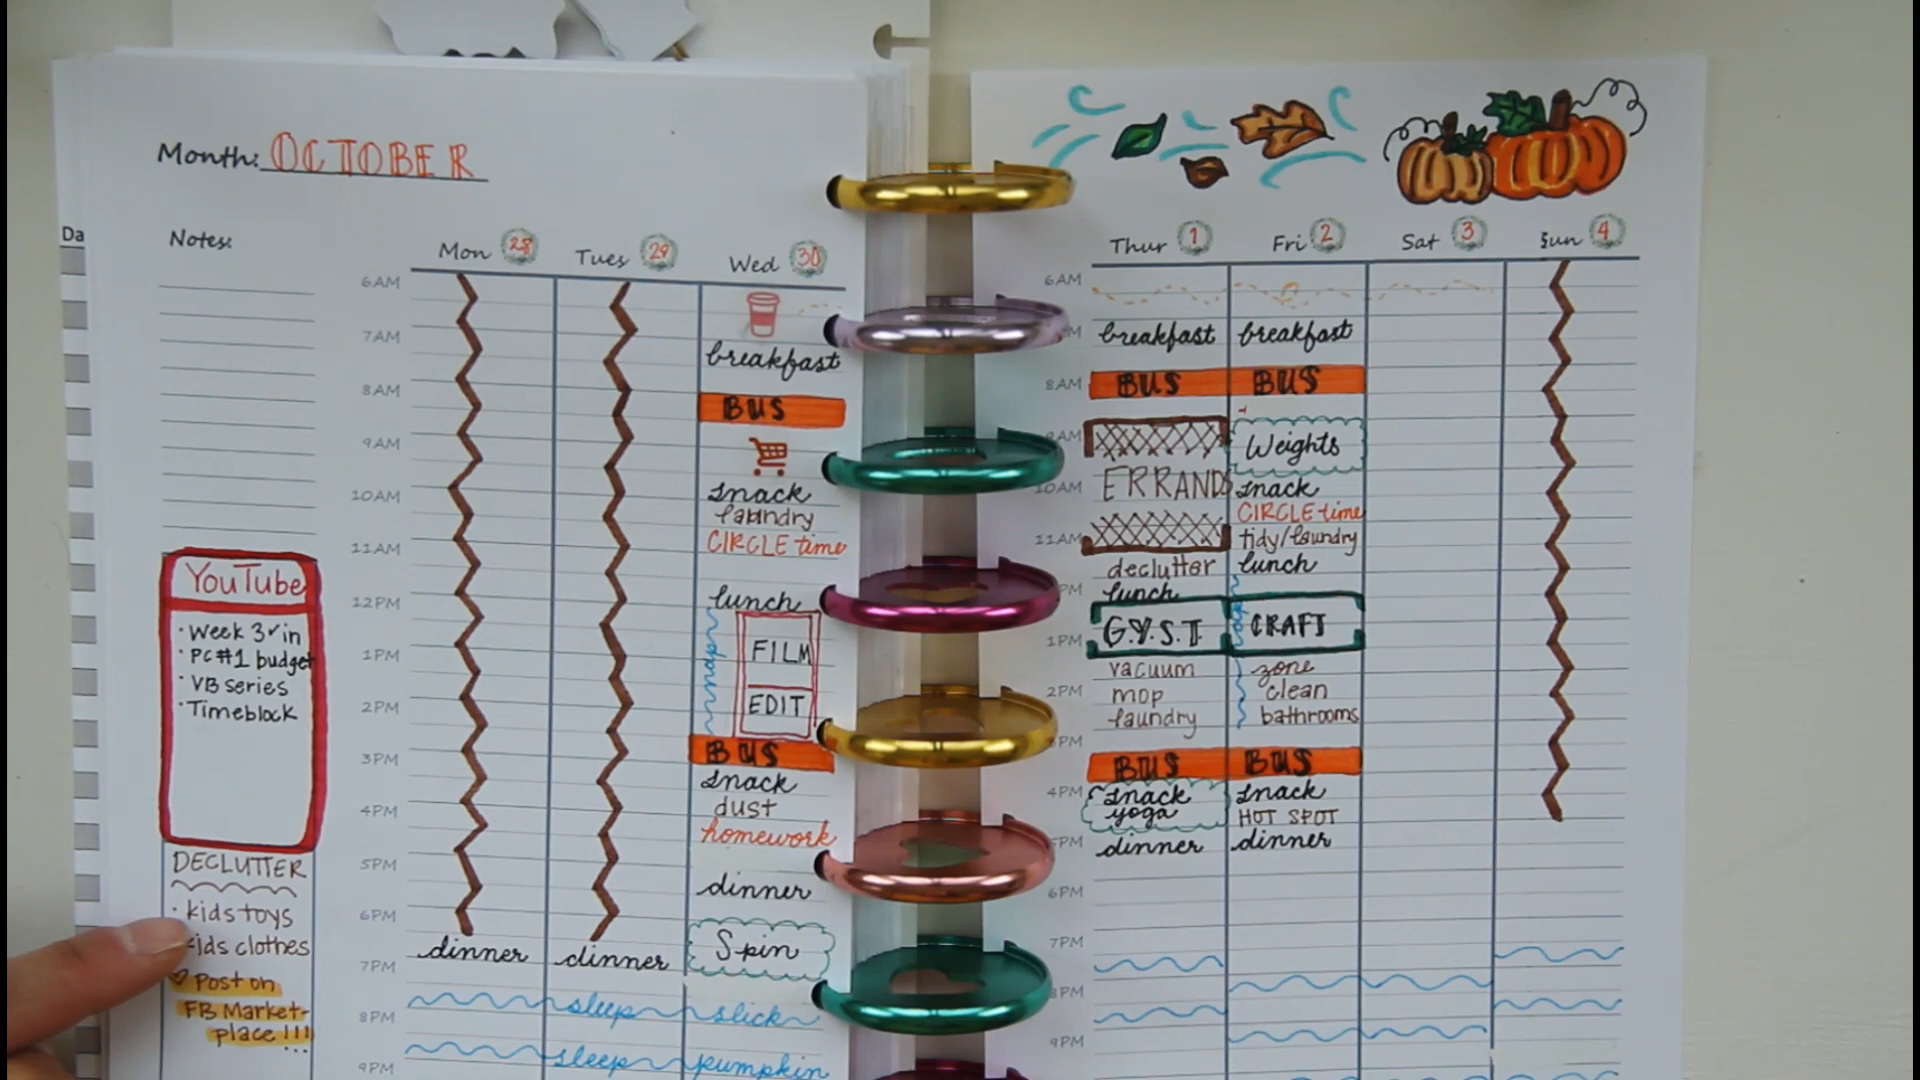 Month: OCTOBER
Da
Notes:
YouTube
· Week 3 ✓ in
· PC#1 budget
· VB series
· Timeblock
DECLUTTER
· kids toys
kids clothes
♡ Post on
FB Market-
place!!!
...
6AM
7AM
8AM
9AM
10AM
11AM
12PM
1PM
2PM
3PM
4PM
5PM
6PM
7PM
8PM
9PM
Mon 28
dinner
Tues 29
dinner
sleep
sleep
Wed 30
breakfast
BUS
snack
laundry
CIRCLE time
lunch
nap
FILM
EDIT
BUS
snack
dust
homework
dinner
Spin
slick
pumpkin
6AM
M
8AM
9AM
10AM
11AM
PM
1PM
2PM
3PM
4PM
5PM
6PM
7PM
8PM
9PM
Thur 1
breakfast
BUS
ERRANDS
declutter
lunch
G.Y.S.T.
vacuum
mop
laundry
BUS
snack
yoga
dinner
Fri 2
breakfast
BUS
Weights
snack
CIRCLE time
tidy/laundry
lunch
CRAFT
zone
clean
bathrooms
BUS
snack
HOT SPOT
dinner
Sat 3
Sun 4